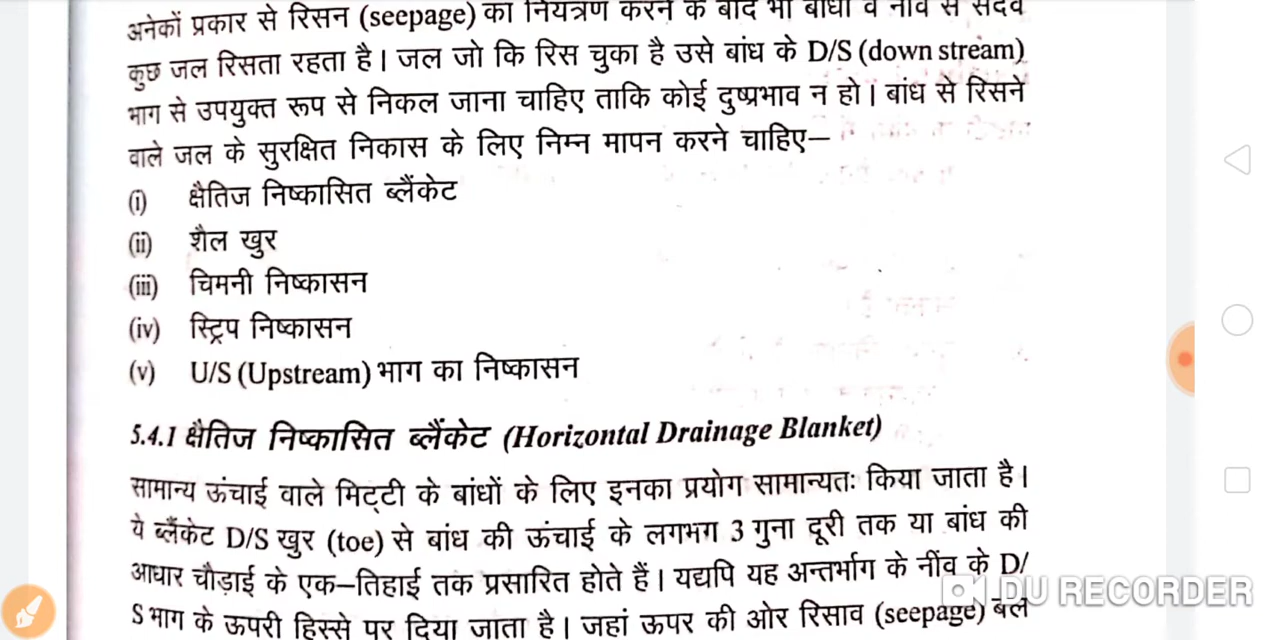 अनेकों प्रकार से रिसन (seepage) का नियंत्रण करने के बाद भी बांधों व नींव से सदैव
कुछ जल रिसता रहता है। जल जो कि रिस चुका है उसे बांध के D/S (down stream)
भाग से उपयुक्त रूप से निकल जाना चाहिए ताकि कोई दुष्प्रभाव न हो। बांध से रिसने
वाले जल के सुरक्षित निकास के लिए निम्न मापन करने चाहिए–
(i) क्षैतिज निष्कासित ब्लैंकेट
(ii) शैल खुर
(iii) चिमनी निष्कासन
(iv) स्ट्रिप निष्कासन
(v) U/S (Upstream) भाग का निष्कासन
5.4.1 क्षैतिज निष्कासित ब्लैंकेट (Horizontal Drainage Blanket)
सामान्य ऊंचाई वाले मिट्टी के बांधों के लिए इनका प्रयोग सामान्यतः किया जाता है।
ये ब्लैंकेट D/S खुर (toe) से बांध की ऊंचाई के लगभग 3 गुना दूरी तक या बांध की
आधार चौड़ाई के एक–तिहाई तक प्रसारित होते हैं। यद्यपि यह अन्तर्भाग के नींव के D/
S भाग के ऊपरी हिस्से पर दिया जाता है। जहां ऊपर की ओर रिसाव (seepage) बल
DU RECORDER